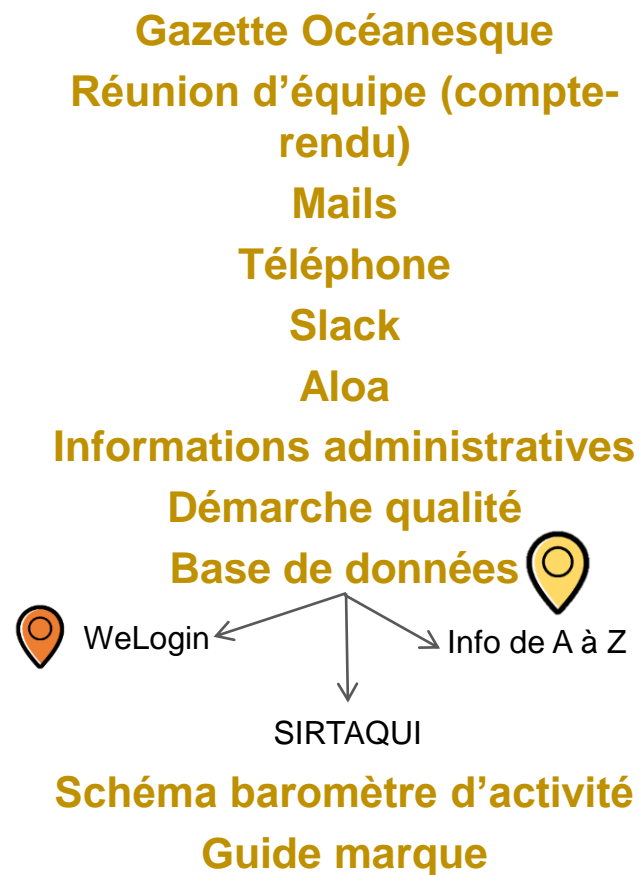 Gazette Océanesque
Réunion d’équipe (compte-
rendu)
Mails
Téléphone
Slack
Aloa
Informations administratives
Démarche qualité
Base de données
WeLogin
Info de A à Z
SIRTAQUI
Schéma baromètre d’activité
Guide marque